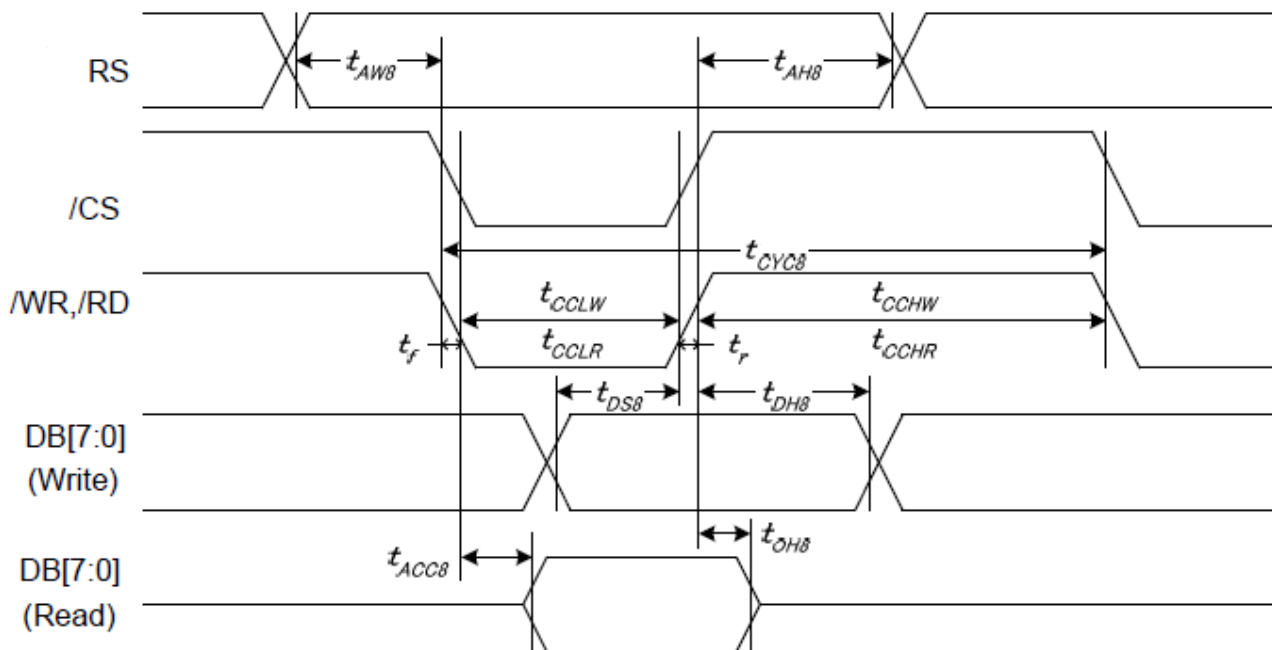 RS
tAW8
tAH8
/CS
tCYC8
/WR,/RD
tCCLW
tCCHW
tf
tCCLR
tr
tCCHR
tDS8
tDH8
DB[7:0]
(Write)
tOH8
tACC8
DB[7:0]
(Read)